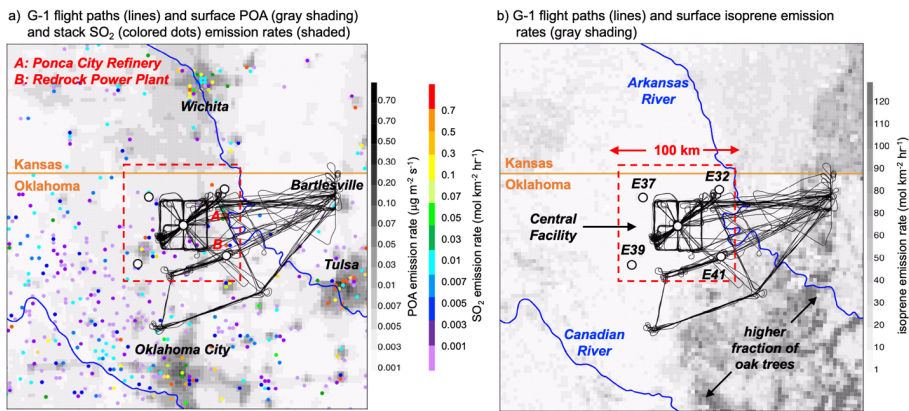 a) G-1 flight paths (lines) and surface POA (gray shading)
and stack SO₂ (colored dots) emission rates (shaded)
A: Ponca City Refinery
B: Redrock Power Plant
Wichita
Kansas
Oklahoma
Bartlesville
A
B
Tulsa
Oklahoma City
0.70
0.50
0.30
0.20
0.10
0.07
0.05
0.03
0.02
0.01
0.007
0.005
0.003
0.001
POA emission rate (µg m⁻² s⁻¹)
0.7
0.5
0.3
0.10
0.07
0.05
0.03
0.01
0.007
0.005
0.003
0.001
SO₂ emission rate (mol km⁻² hr⁻¹)
b) G-1 flight paths (lines) and surface isoprene emission
rates (gray shading)
Arkansas
River
100 km
Kansas
Oklahoma
E37
E32
Central
Facility
E39
E41
Canadian
River
higher
fraction of
oak trees
120
110
100
90
80
70
60
50
40
30
20
10
1
isoprene emission rate (mol km⁻² hr⁻¹)